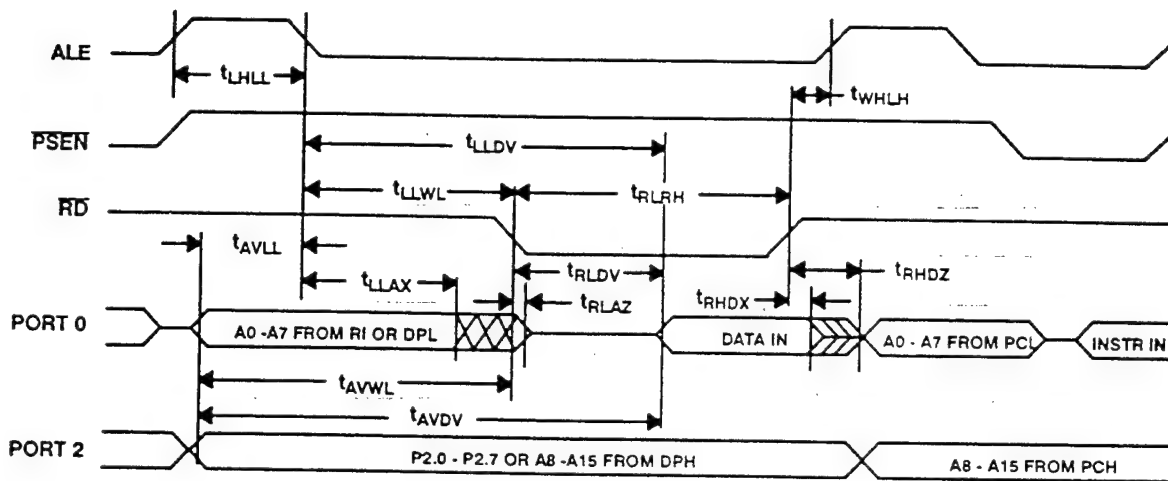 ALE
tLHLL
tWHLH
PSEN
tLLDV
tLLWL
tRLRH
RD
tAVLL
tRLDV
tRHDZ
tLLAX
tRLAZ
tRHDX
PORT 0
A0 -A7 FROM RI OR DPL
DATA IN
A0 - A7 FROM PCL
INSTR IN
tAVWL
tAVDV
PORT 2
P2.0 - P2.7 OR A8 -A15 FROM DPH
A8 - A15 FROM PCH